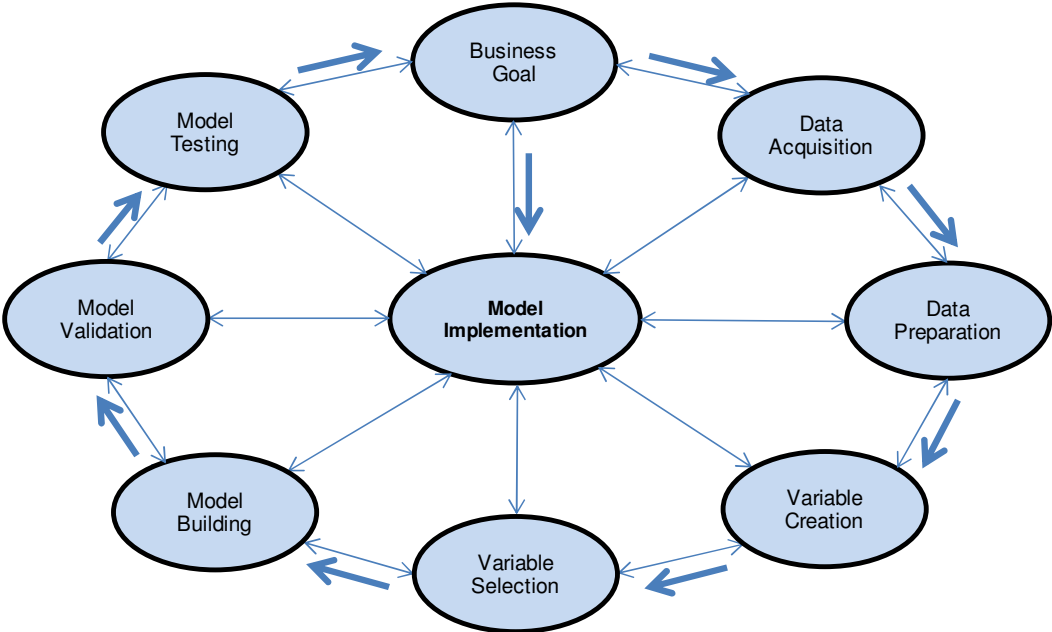 Business
Goal
Model
Testing
Data
Acquisition
Model
Validation
Model
Implementation
Data
Preparation
Model
Building
Variable
Creation
Variable
Selection